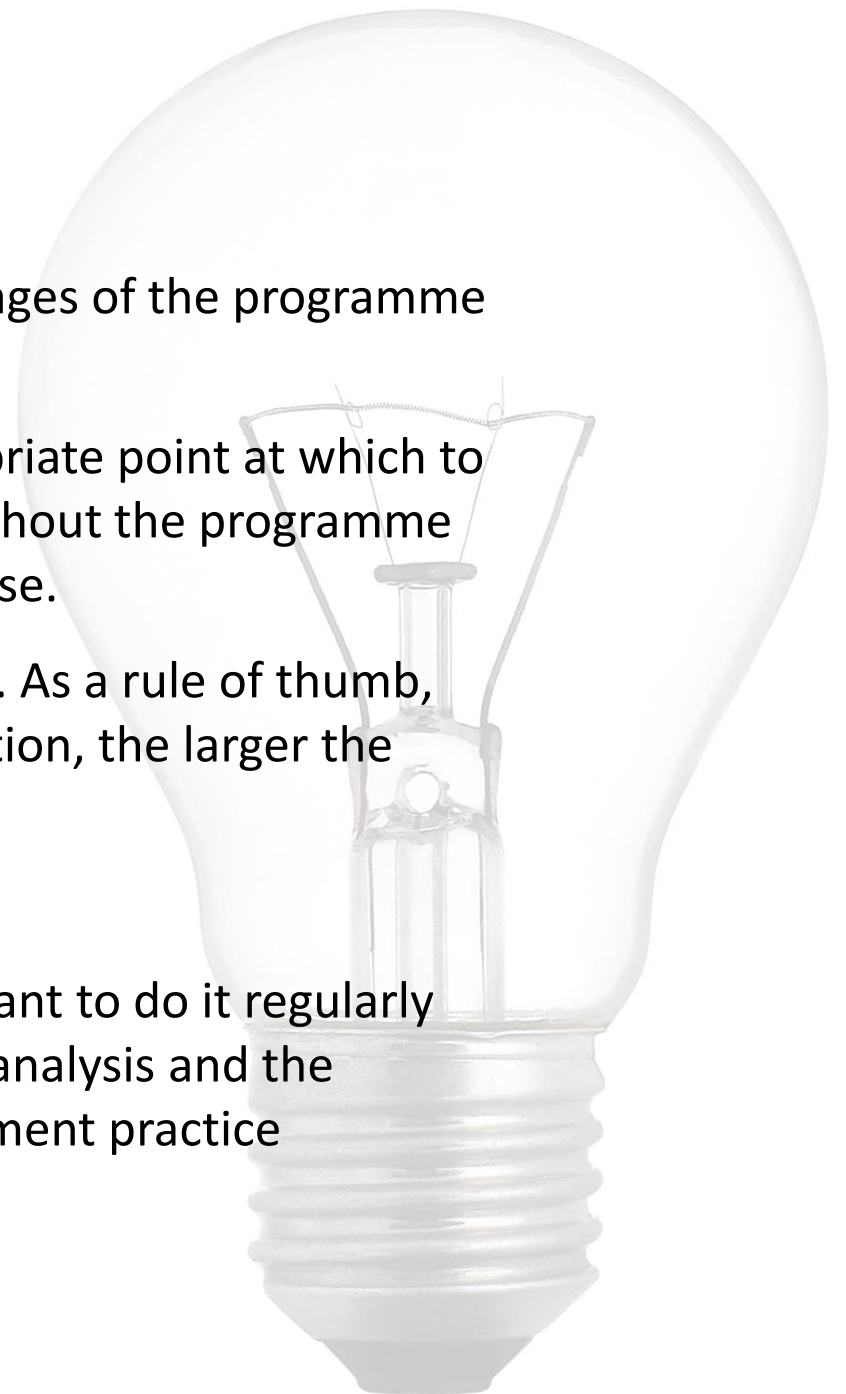 ges of the programme
riate point at which to
hout the programme
se.
. As a rule of thumb,
tion, the larger the
ant to do it regularly
analysis and the
ment practice